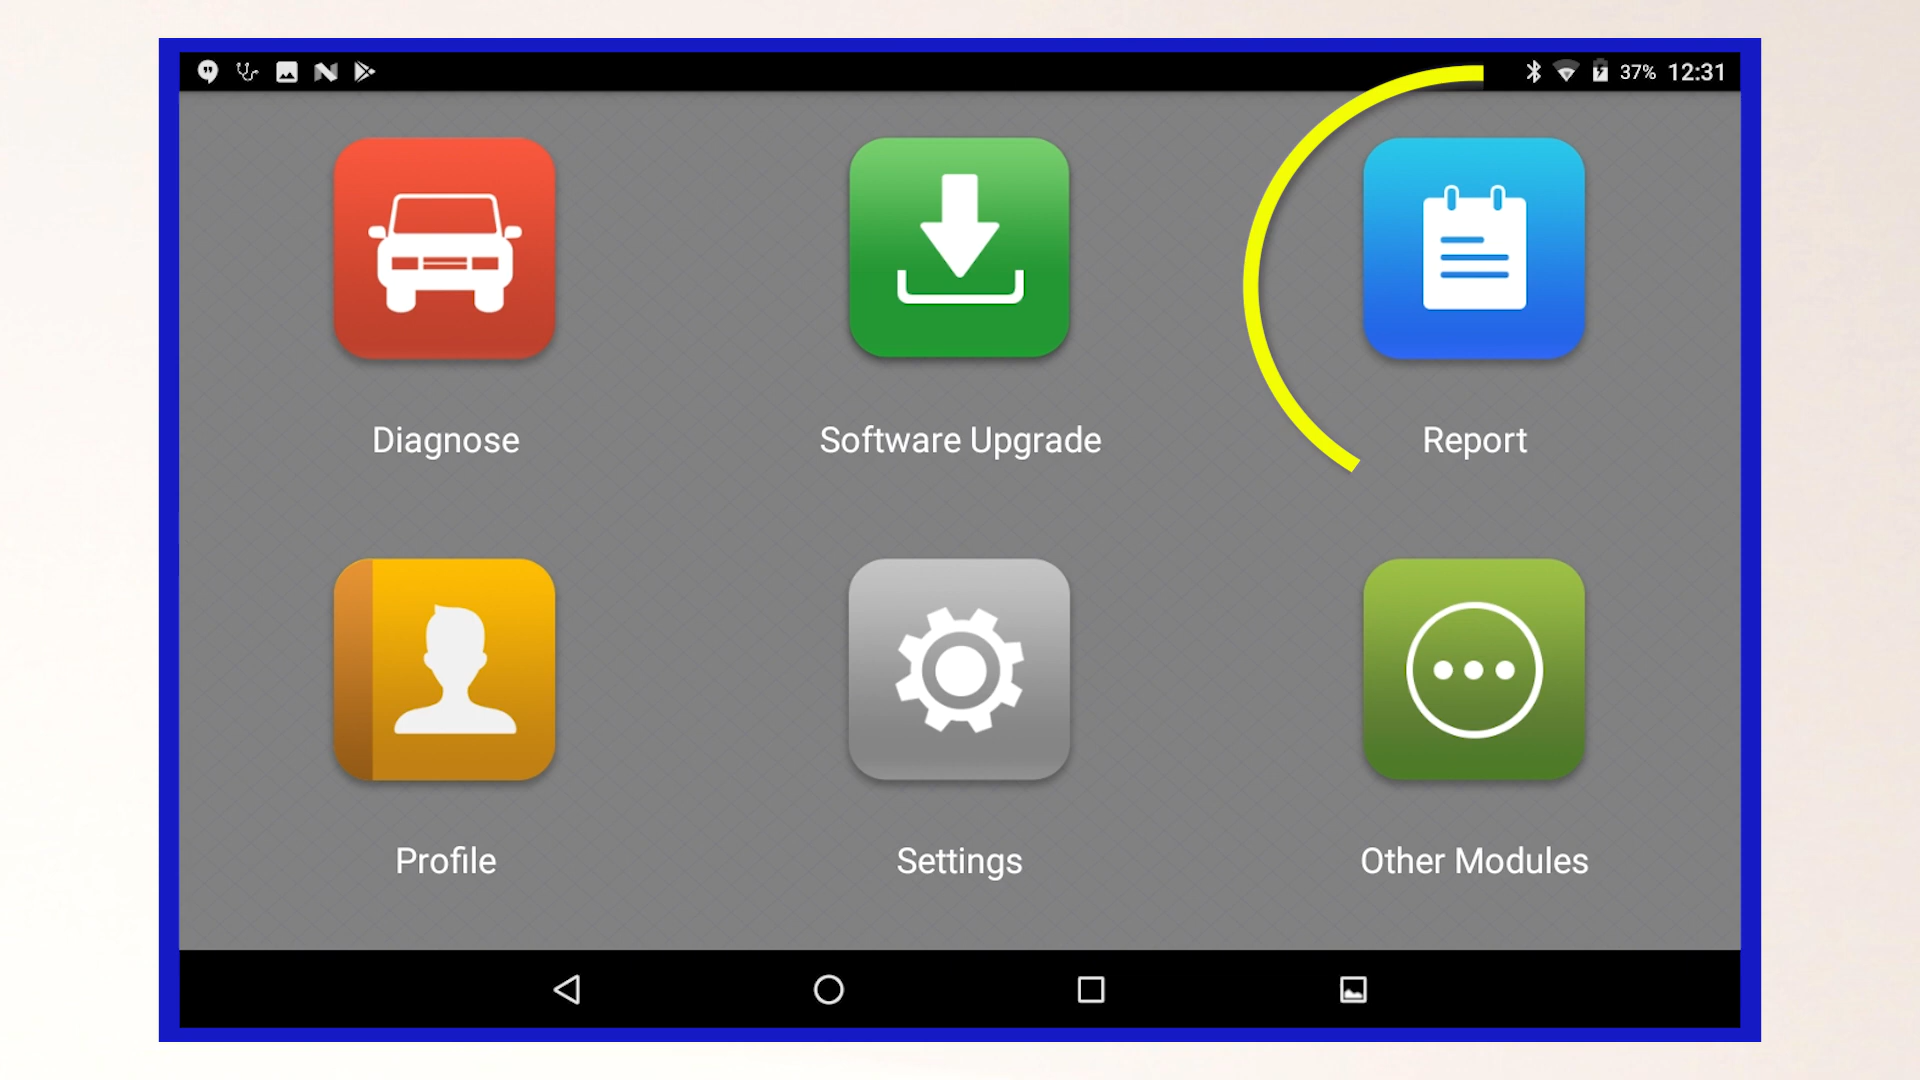 37% 12:31
Diagnose
Software Upgrade
Report
Profile
Settings
Other Modules